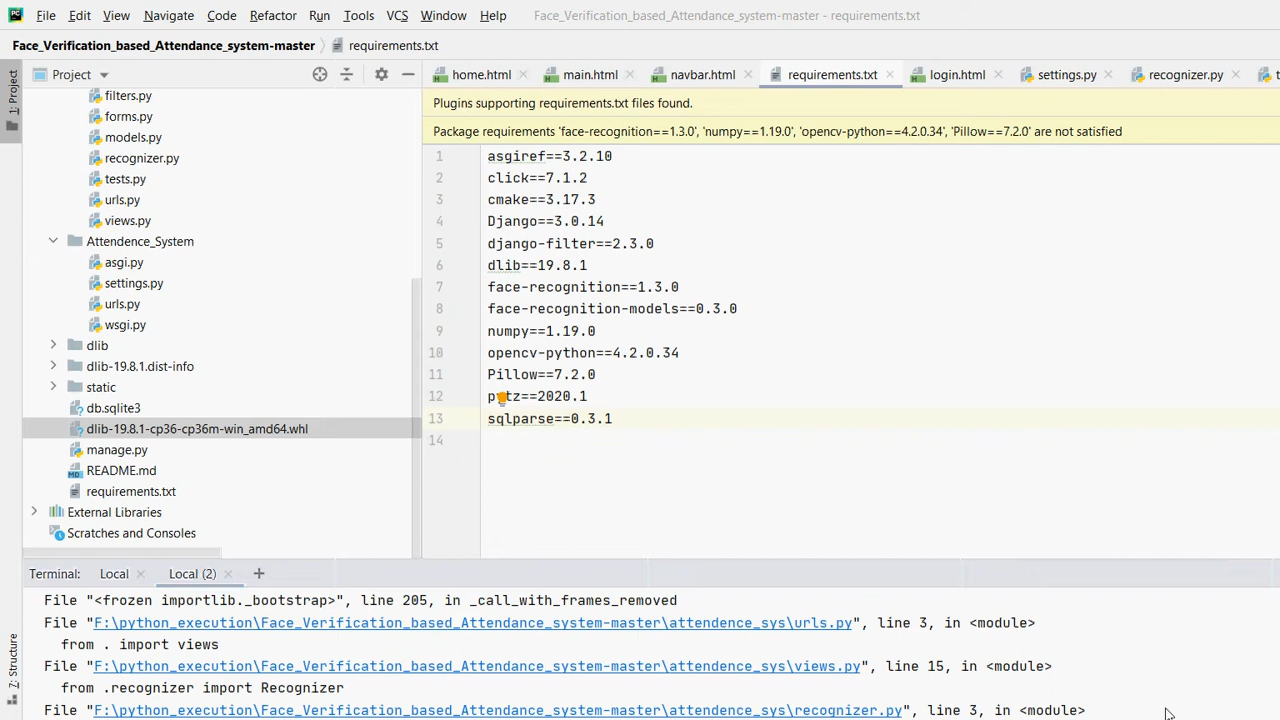 File Edit View Navigate Code Refactor Run Tools VCS Window Help Face_Verification_based_Attendance_system-master - requirements.txt
Face_Verification_based_Attendance_system-master requirements.txt
1: Project
Project
home.html main.html navbar.html requirements.txt login.html settings.py recognizer.py t
filters.py
forms.py
models.py
recognizer.py
tests.py
urls.py
views.py
Attendence_System
asgi.py
settings.py
urls.py
wsgi.py
dlib
dlib-19.8.1.dist-info
static
db.sqlite3
dlib-19.8.1-cp36-cp36m-win_amd64.whl
manage.py
README.md
requirements.txt
External Libraries
Scratches and Consoles
Plugins supporting requirements.txt files found.
Package requirements 'face-recognition==1.3.0', 'numpy==1.19.0', 'opencv-python==4.2.0.34', 'Pillow==7.2.0' are not satisfied
1 asgiref==3.2.10
2 click==7.1.2
3 cmake==3.17.3
4 Django==3.0.14
5 django-filter==2.3.0
6 dlib==19.8.1
7 face-recognition==1.3.0
8 face-recognition-models==0.3.0
9 numpy==1.19.0
10 opencv-python==4.2.0.34
11 Pillow==7.2.0
12 pytz==2020.1
13 sqlparse==0.3.1
14
Terminal: Local Local (2)
7: Structure
File "<frozen importlib._bootstrap>", line 205, in _call_with_frames_removed
File "F:\python_execution\Face_Verification_based_Attendance_system-master\attendence_sys\urls.py", line 3, in <module>
from . import views
File "F:\python_execution\Face_Verification_based_Attendance_system-master\attendence_sys\views.py", line 15, in <module>
from .recognizer import Recognizer
File "F:\python_execution\Face_Verification_based_Attendance_system-master\attendence_sys\recognizer.py", line 3, in <module>